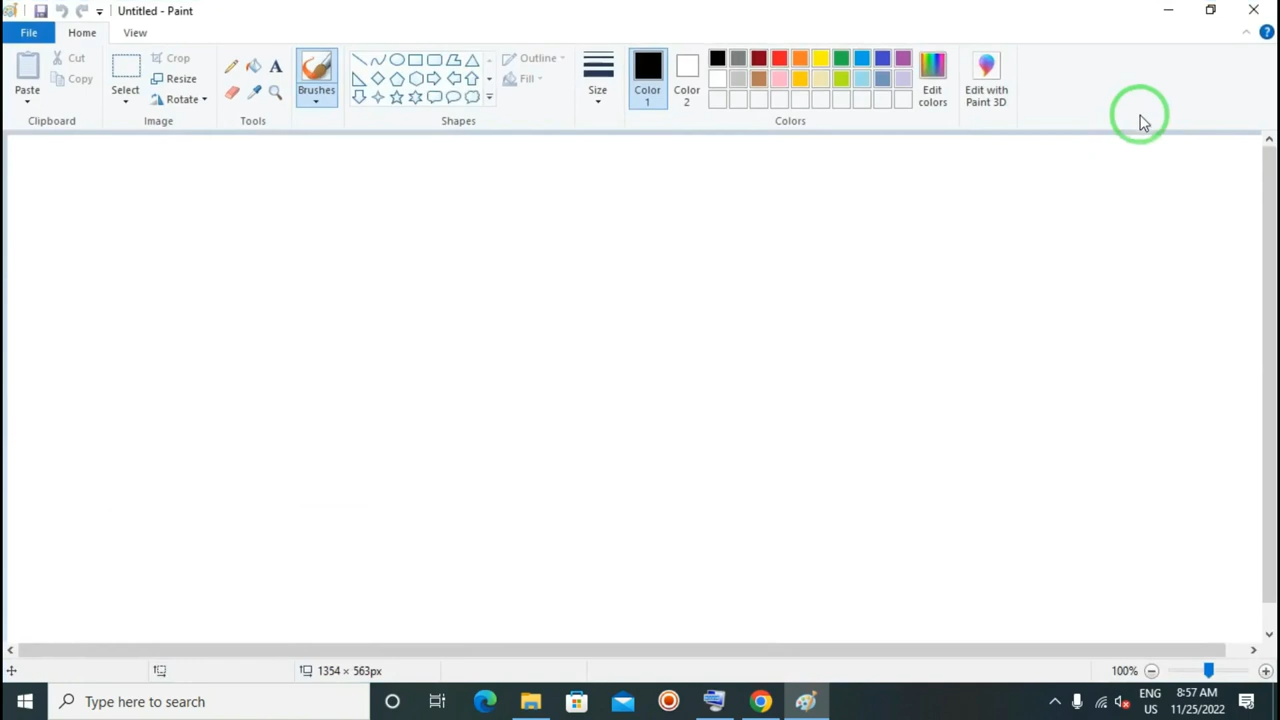 Untitled - Paint
File Home View
Paste
Cut
Copy
Clipboard
Select
Crop
Resize
Rotate
Image
A
Tools
Brushes
Shapes
Outline
Fill
Size
Color
1
Color
2
Colors
Edit
colors
Edit with
Paint 3D
1354 × 563px
100%
Type here to search
ENG
US
8:57 AM
11/25/2022